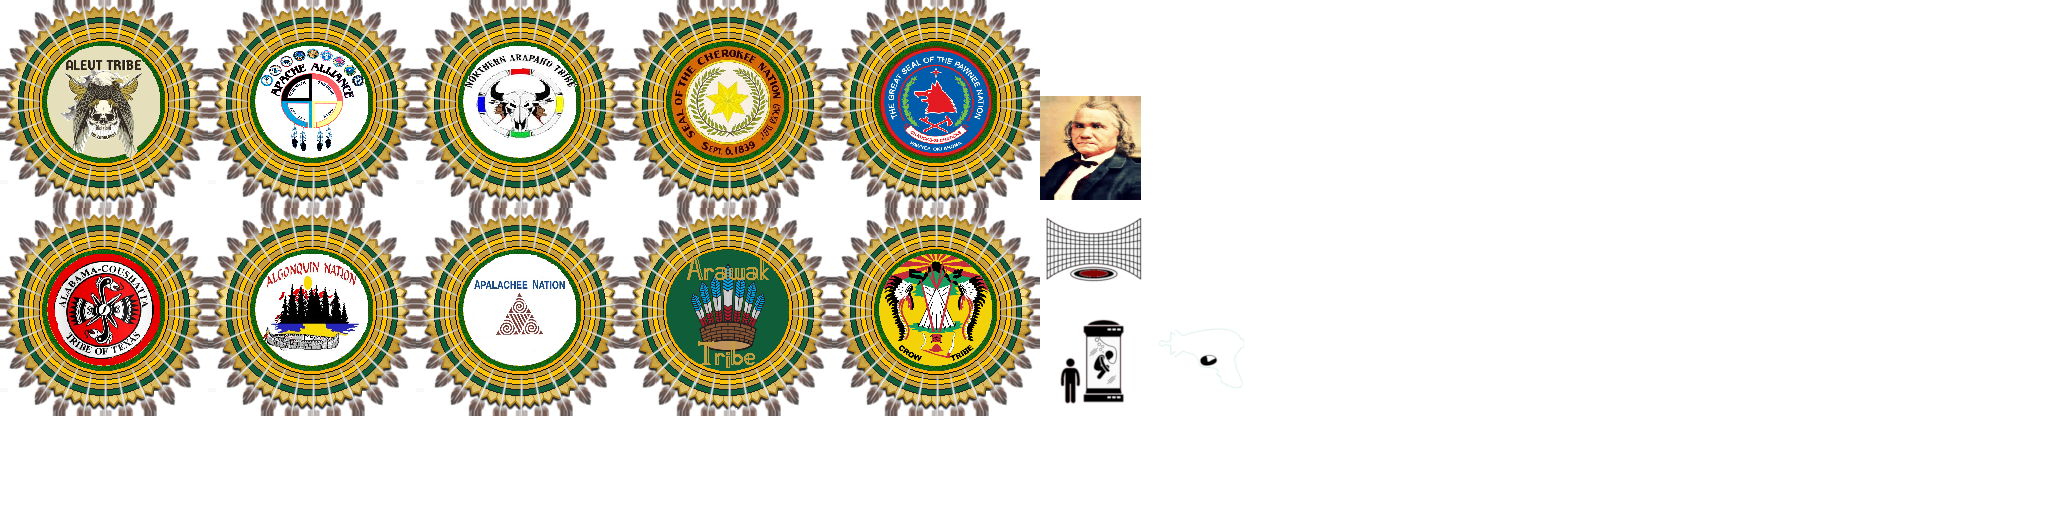 ALEUT TRIBE
APACHE ALLIANCE
NORTHERN ARAPAHO TRIBE
SEAL OF THE CHEROKEE NATION
SEPT. 6, 1839
THE GREAT SEAL OF THE PAWNEE NATION
PAWNEE, OKLAHOMA
ALABAMA-COUSHATTA
TRIBE OF TEXAS
ALGONQUIN NATION
APALACHEE NATION
Arawak
Tribe
CROW TRIBE